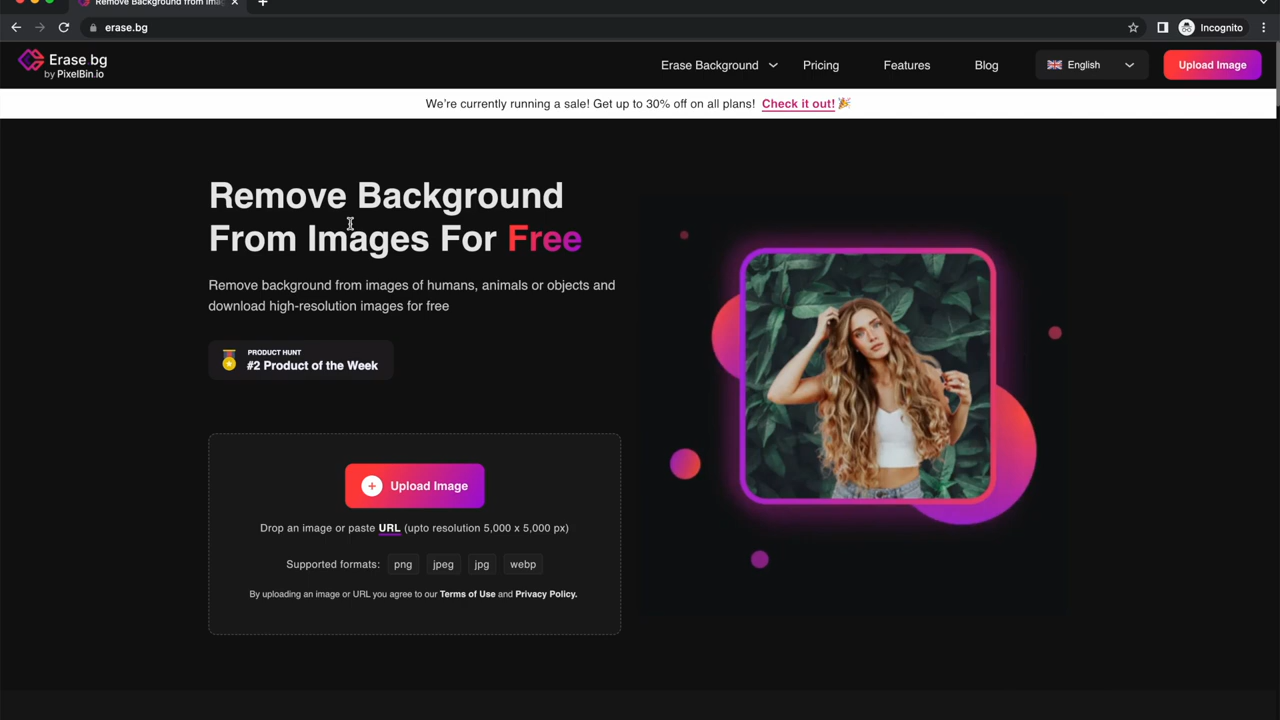 Remove Background from Imag
erase.bg
Incognito
Erase bg
by PixelBin.io
Erase Background
Pricing
Features
Blog
English
Upload Image
We're currently running a sale! Get up to 30% off on all plans! Check it out! 🎉
Remove Background
From Images For Free
Remove background from images of humans, animals or objects and
download high-resolution images for free
PRODUCT HUNT
#2 Product of the Week
Upload Image
Drop an image or paste URL (upto resolution 5,000 x 5,000 px)
Supported formats: png jpeg jpg webp
By uploading an image or URL you agree to our Terms of Use and Privacy Policy.